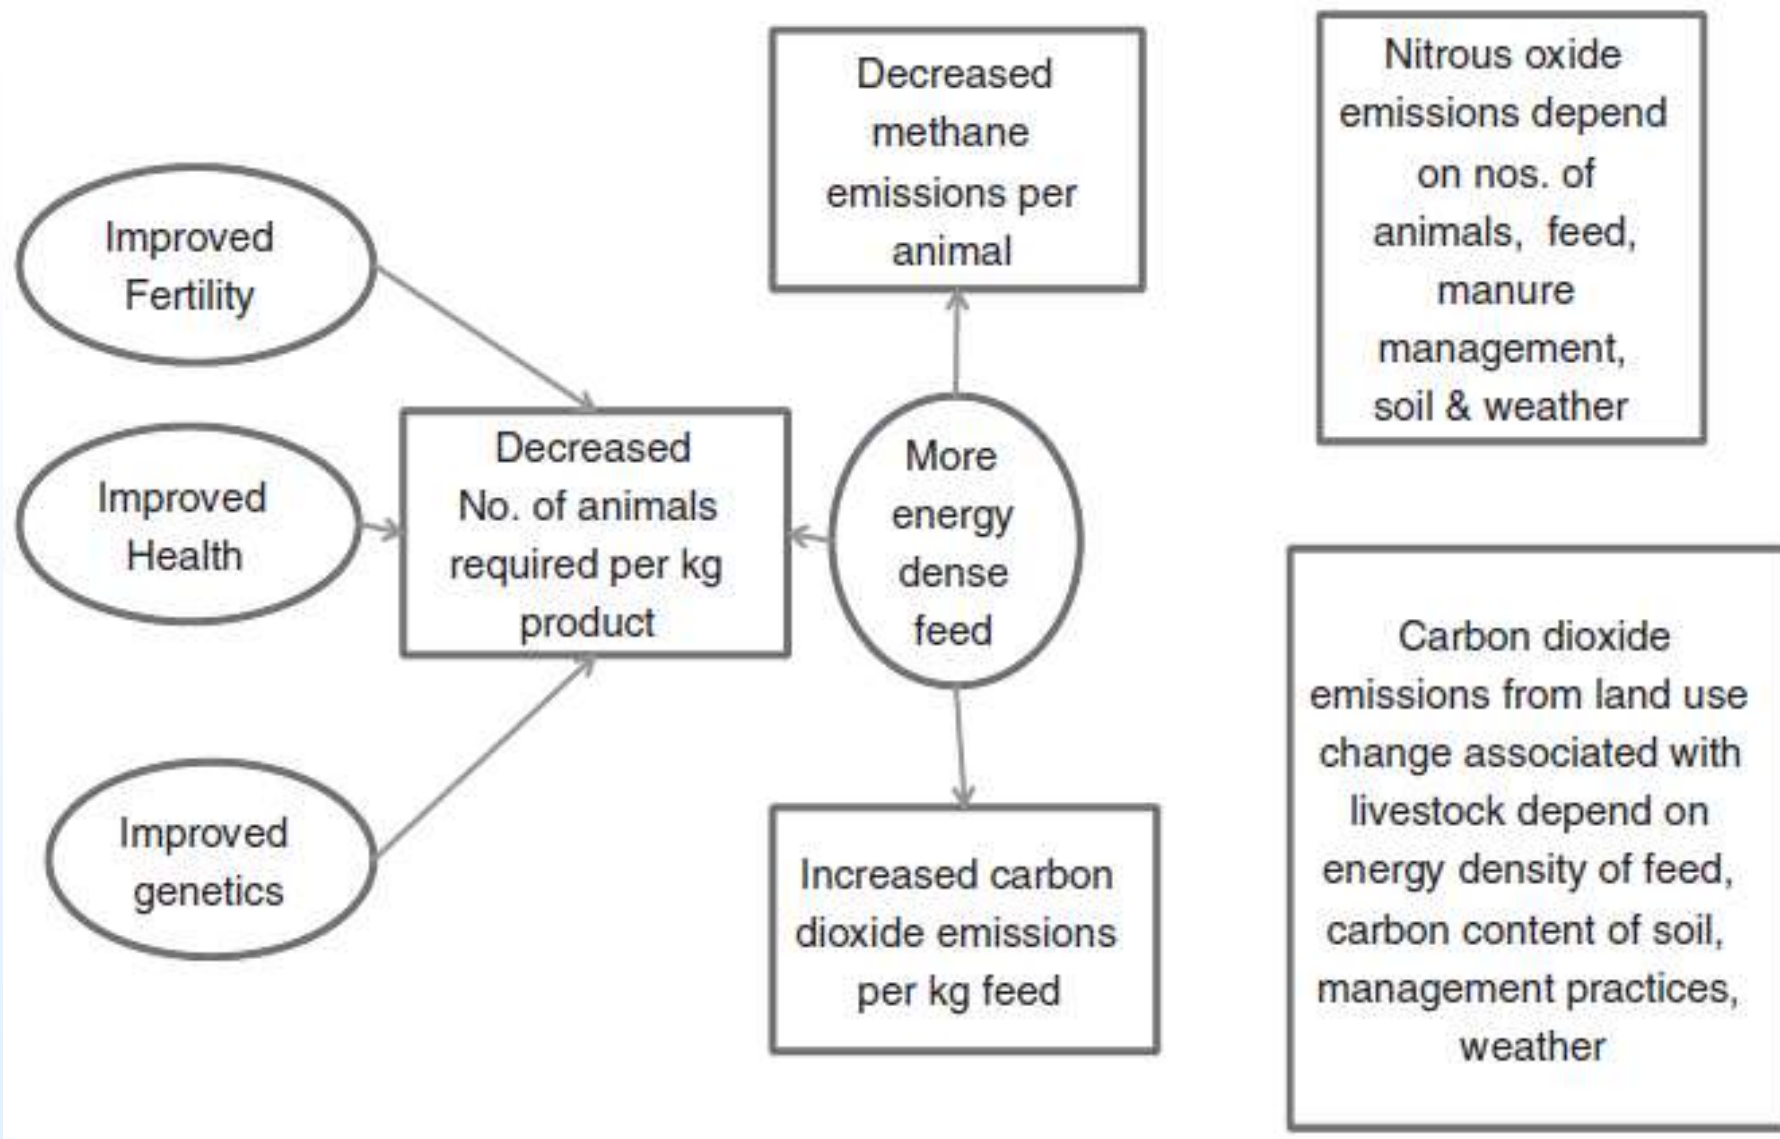 Improved
Fertility
Improved
Health
Improved
genetics
Decreased
No. of animals
required per kg
product
Decreased
methane
emissions per
animal
More
energy
dense
feed
Increased carbon
dioxide emissions
per kg feed
Nitrous oxide
emissions depend
on nos. of
animals, feed,
manure
management,
soil & weather
Carbon dioxide
emissions from land use
change associated with
livestock depend on
energy density of feed,
carbon content of soil,
management practices,
weather